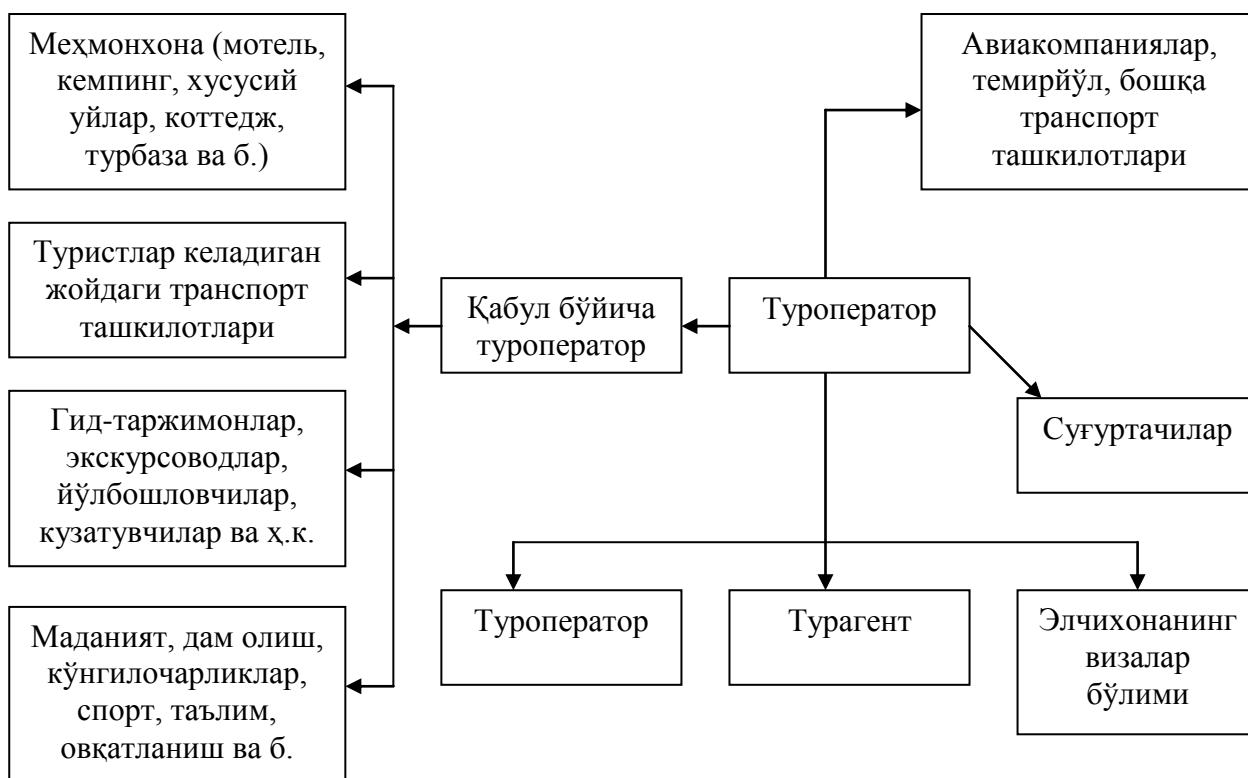 Меҳмонхона (мотель,
кемпинг, хусусий
уйлар, коттедж,
турбаза ва б.)
Авиакомпаниялар,
темирйўл, бошқа
транспорт
ташкилотлари
Туристлар келадиган
жойдаги транспорт
ташкилотлари
Қабул бўйича
туроператор
Туроператор
Гид-таржимонлар,
экскурсоводлар,
йўлбошловчилар,
кузатувчилар ва ҳ.к.
Суғуртачилар
Маданият, дам олиш,
кўнгилочарликлар,
спорт, таълим,
овқатланиш ва б.
Туроператор
Турагент
Элчихонанинг
визалар
бўлими